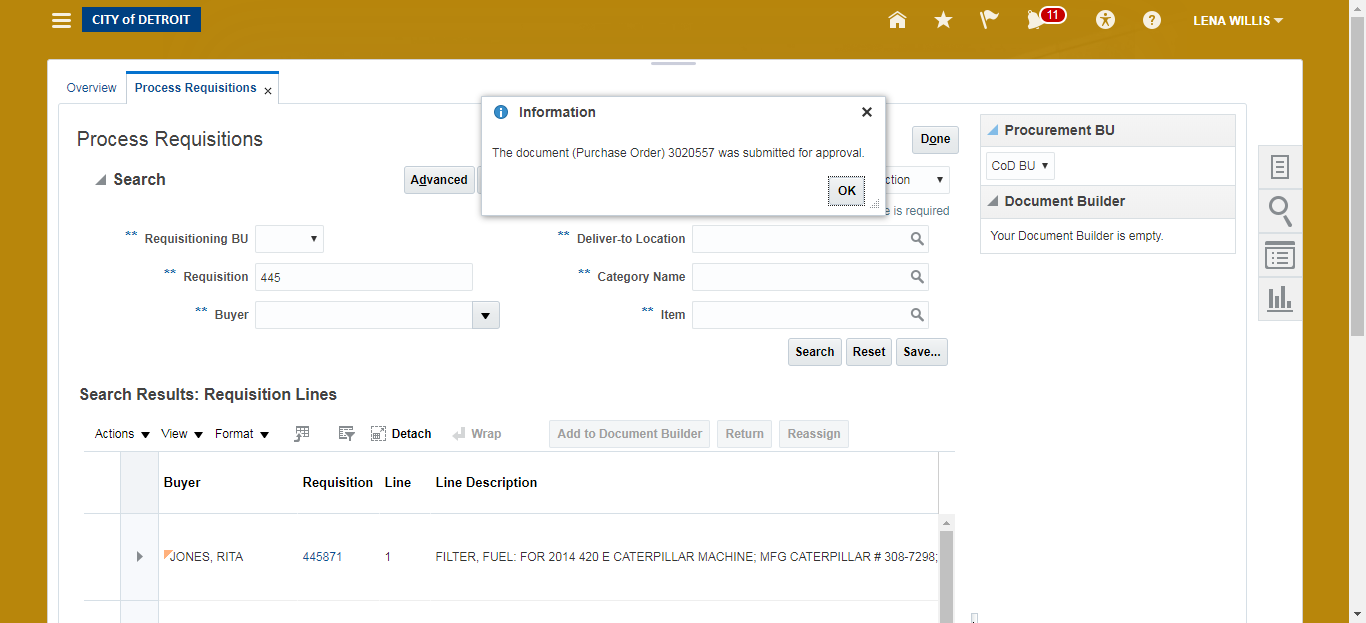 CITY of DETROIT
11
LENA WILLIS
Overview
Process Requisitions
Information
The document (Purchase Order) 3020557 was submitted for approval.
OK
Process Requisitions
Done
Search
Advanced
ction
e is required
** Requisitioning BU
** Requisition 445
** Buyer
** Deliver-to Location
** Category Name
** Item
Search Reset Save...
Procurement BU
CoD BU
Document Builder
Your Document Builder is empty.
Search Results: Requisition Lines
Actions View Format Detach Wrap Add to Document Builder Return Reassign
Buyer Requisition Line Line Description
JONES, RITA 445871 1 FILTER, FUEL: FOR 2014 420 E CATERPILLAR MACHINE; MFG CATERPILLAR # 308-7298;